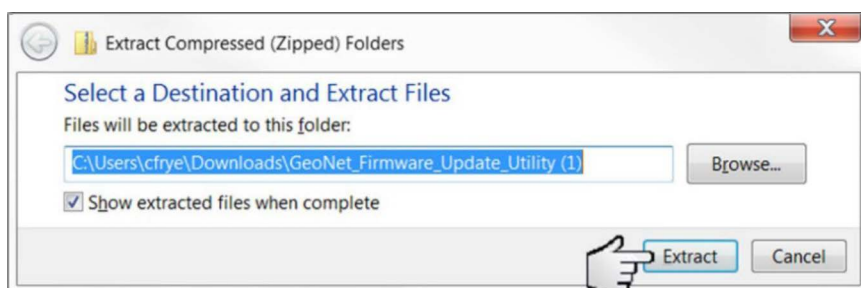 Extract Compressed (Zipped) Folders
Select a Destination and Extract Files
Files will be extracted to this folder:
C:\Users\cfrye\Downloads\GeoNet_Firmware_Update_Utility (1)
Browse...
Show extracted files when complete
Extract Cancel